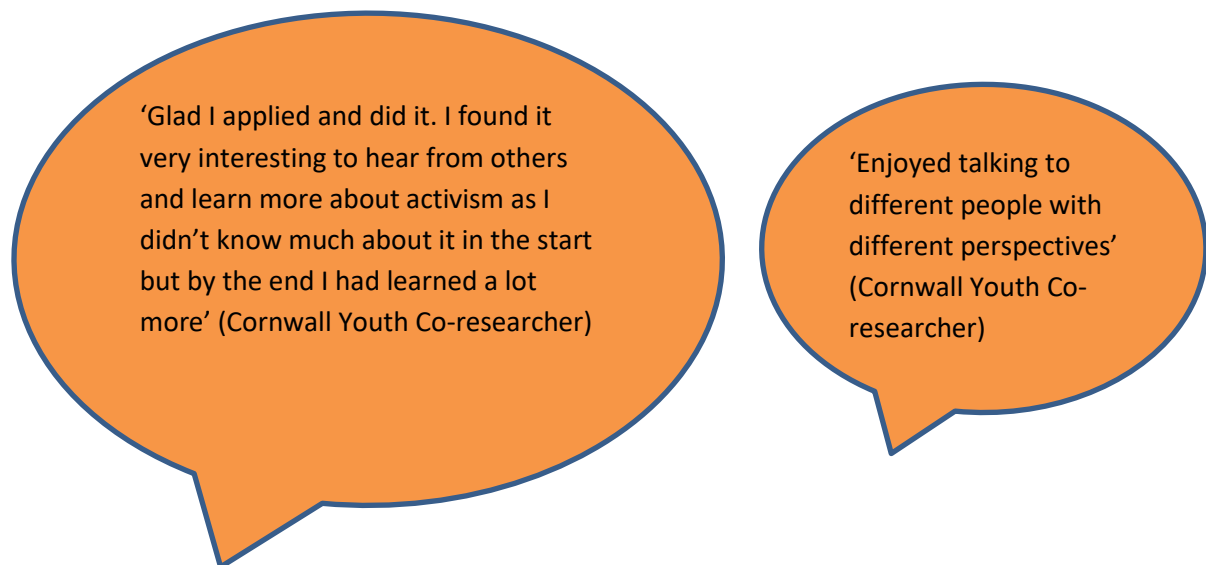 ‘Glad I applied and did it. I found it
very interesting to hear from others
and learn more about activism as I
didn’t know much about it in the start
but by the end I had learned a lot
more’ (Cornwall Youth Co-researcher)
‘Enjoyed talking to
different people with
different perspectives’
(Cornwall Youth Co-
researcher)